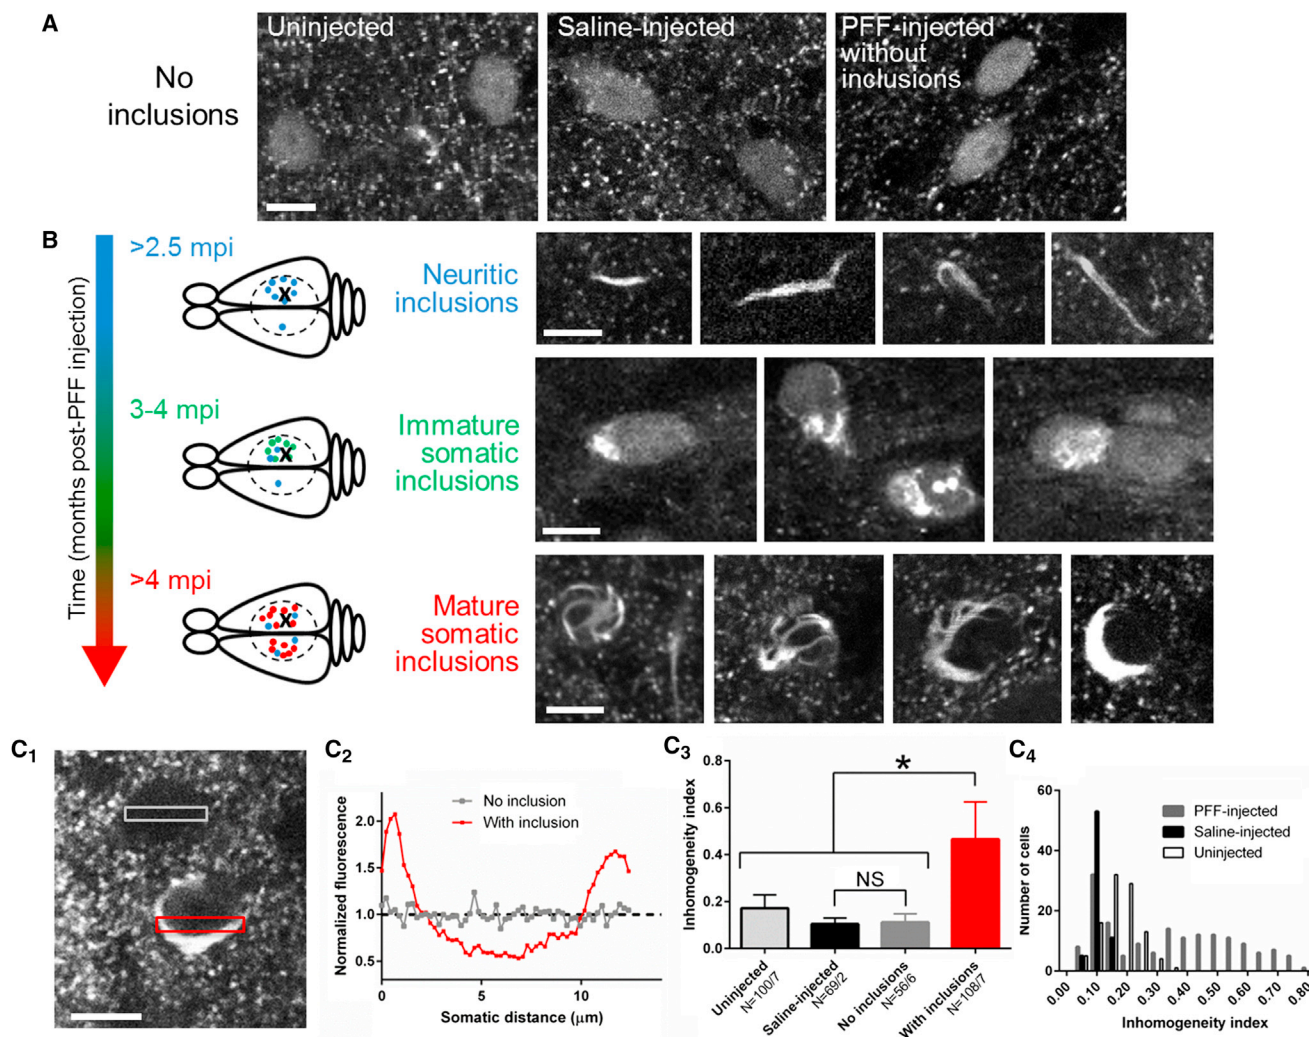 A
No
inclusions
Uninjected
Saline-injected
PFF-injected
without
inclusions
B
Time (months post-PFF injection)
>2.5 mpi
X
Neuritic
inclusions
3-4 mpi
X
Immature
somatic
inclusions
>4 mpi
X
Mature
somatic
inclusions
C1
C2
Normalized fluorescence
2.0
1.5
1.0
0.5
No inclusion
With inclusion
0
5
10
Somatic distance (μm)
C3
Inhomogeneity index
0.8
0.6
0.4
0.2
0.0
*
NS
Uninjected
N=100/7
Saline-injected
N=69/2
No inclusions
N=56/6
With inclusions
N=108/7
C4
Number of cells
60
40
20
0
PFF-injected
Saline-injected
Uninjected
0.00
0.10
0.20
0.30
0.40
0.50
0.60
0.70
0.80
Inhomogeneity index